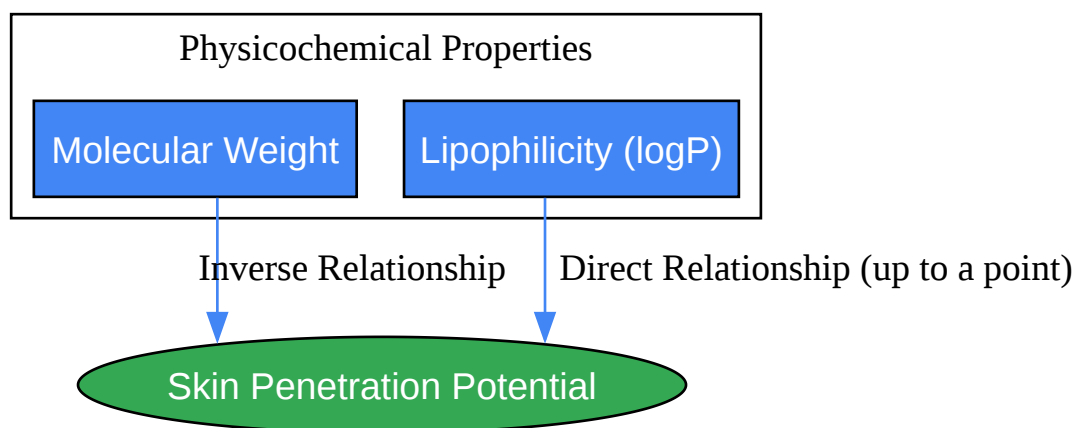 Physicochemical Properties
Molecular Weight
Lipophilicity (logP)
Inverse Relationship
Direct Relationship (up to a point)
Skin Penetration Potential